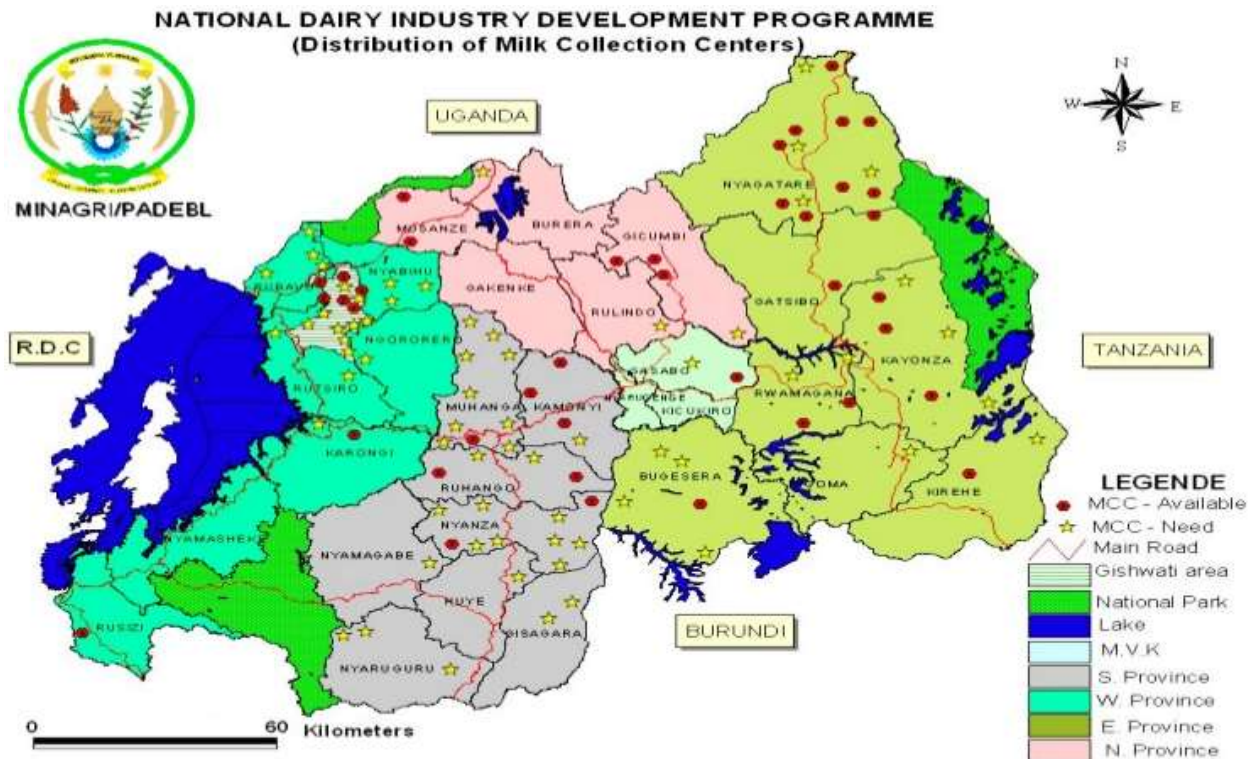 NATIONAL DAIRY INDUSTRY DEVELOPMENT PROGRAMME
(Distribution of Milk Collection Centers)
N
W
E
S
UGANDA
MINAGRI/PADEBL
NYAGATARE
MUSANZE
BURERA
GICUMBI
RUBAVU
NYABIHU
GAKENKE
RULINDO
GATSIBO
R.D.C
NGORORERO
KAYONZA
TANZANIA
GASABO
RUTSIRO
RWAMAGANA
MUHANGA
KAMONYI
KICUKIRO
KARONGI
RUHANGO
BUGESERA
KIREHE
NYANZA
NYAMASHEKE
NYAMAGABE
HUYE
RUSIZI
GISAGARA
BURUNDI
NYARUGURU
0
60
Kilometers
LEGENDE
MCC - Available
MCC - Need
Main Road
Gishwati area
National Park
Lake
M.V.K
S. Province
W. Province
E. Province
N. Province